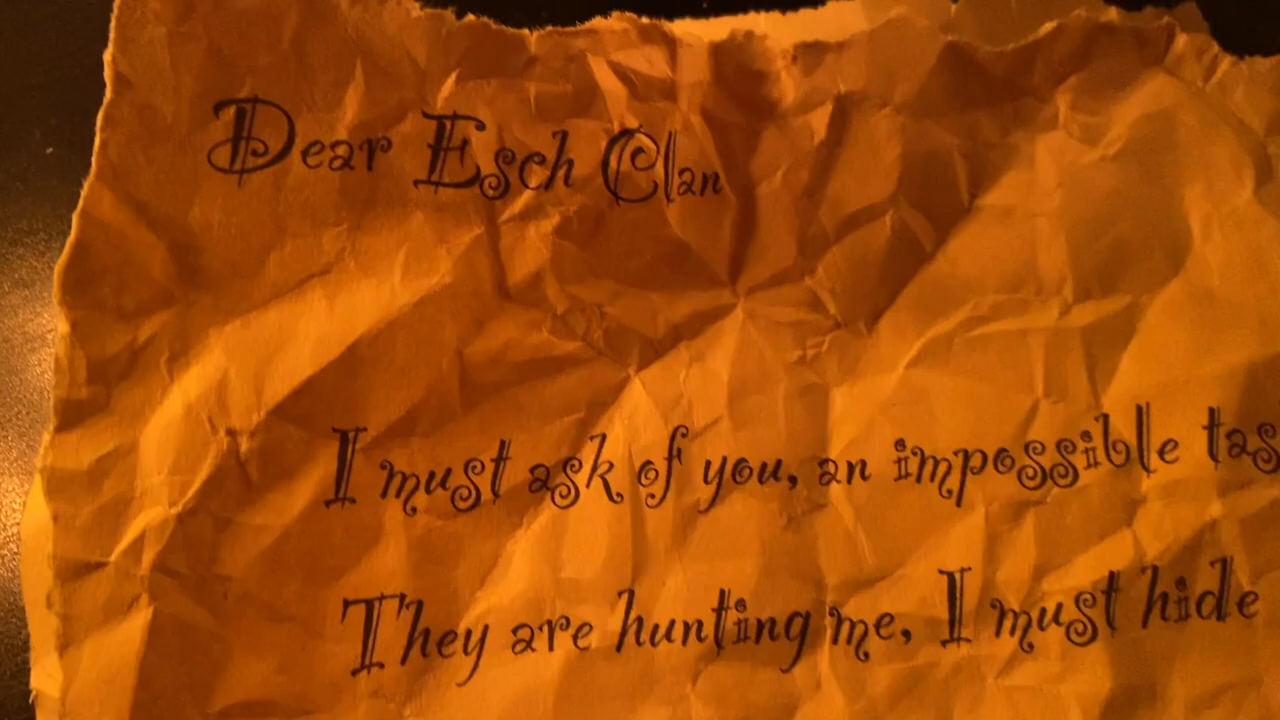 Dear Esch Clan
I must ask of you, an impossible tas
They are hunting me, I must hide